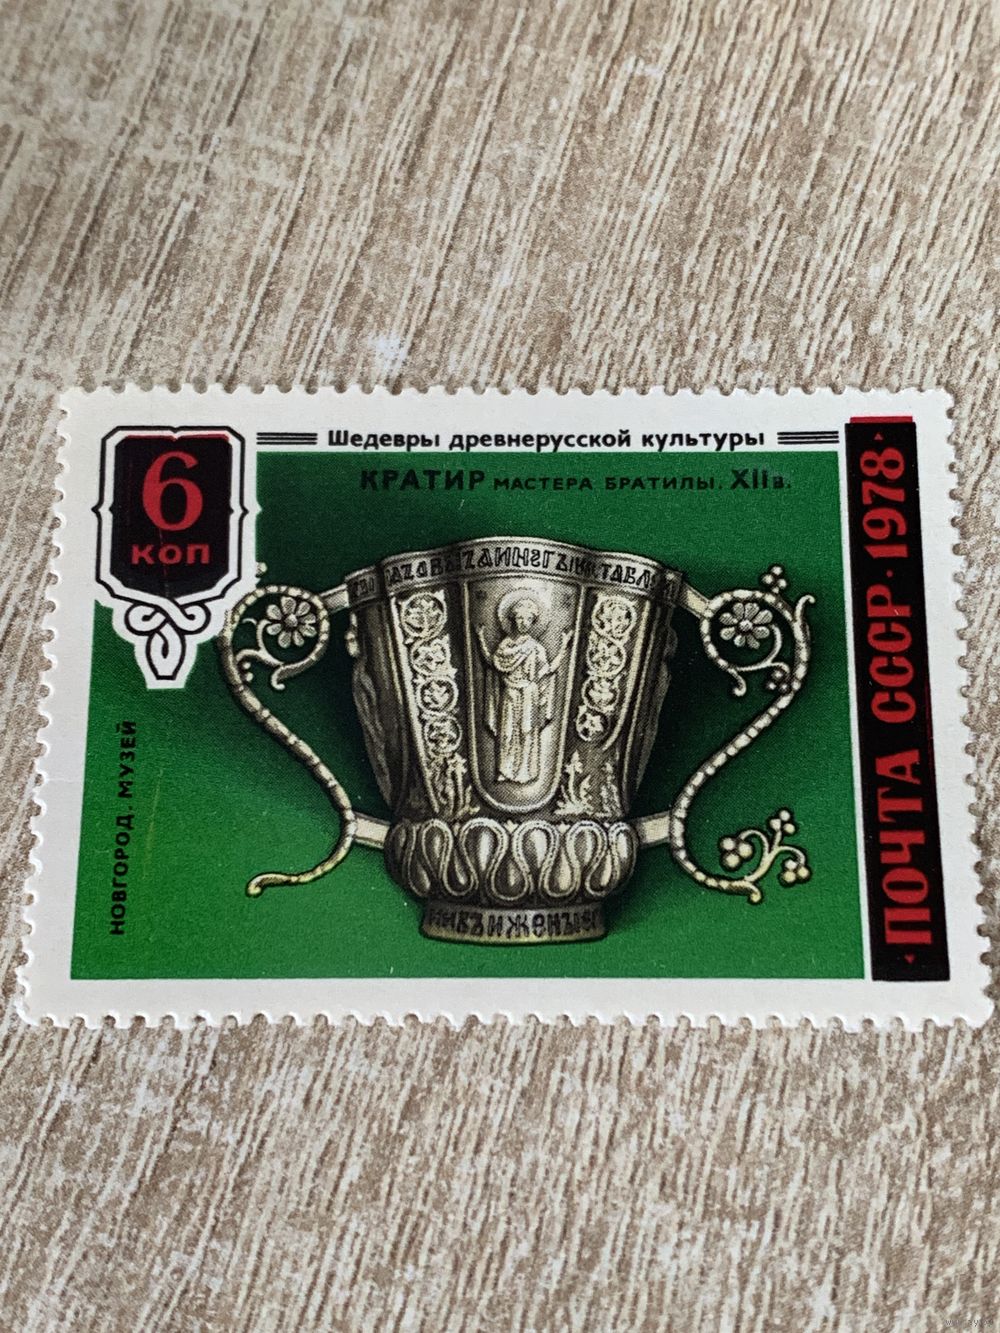 Шедевры древнерусской культуры
6
коп
КРАТИР МАСТЕРА БРАТИЛЫ. XII в.
НОВГОРОД. МУЗЕЙ
ПОЧТА СССР · 1978